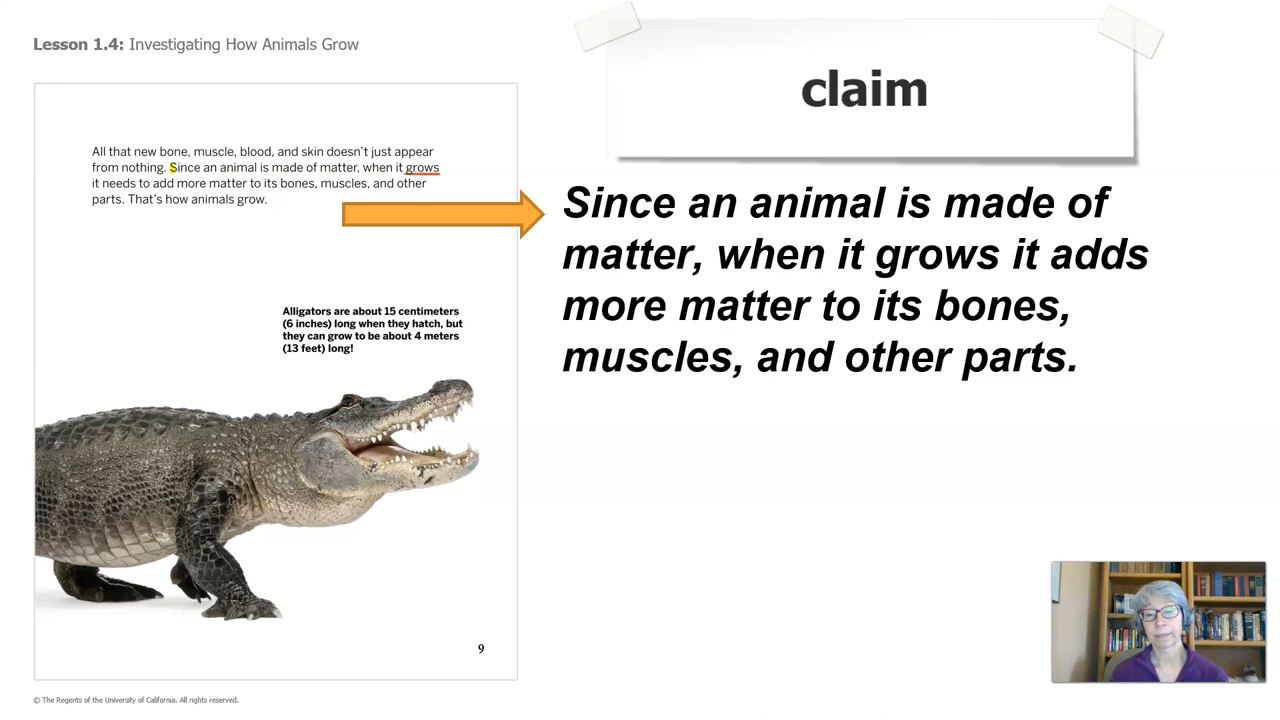 Lesson 1.4: Investigating How Animals Grow
claim
All that new bone, muscle, blood, and skin doesn't just appear
from nothing. Since an animal is made of matter, when it grows
it needs to add more matter to its bones, muscles, and other
parts. That's how animals grow.
Since an animal is made of
matter, when it grows it adds
more matter to its bones,
muscles, and other parts.
Alligators are about 15 centimeters
(6 inches) long when they hatch, but
they can grow to be about 4 meters
(13 feet) long!
9
© The Regents of the University of California. All rights reserved.